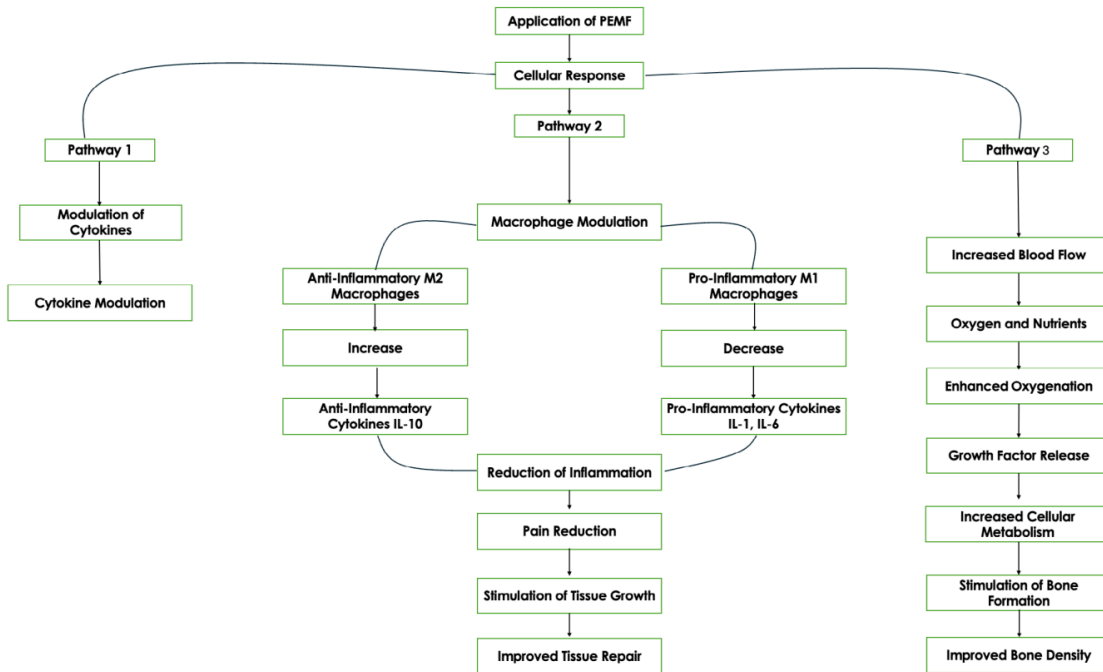 Application of PEMF
Cellular Response
Pathway 1
Pathway 2
Pathway 3
Modulation of
Cytokines
Cytokine Modulation
Macrophage Modulation
Anti-Inflammatory M2
Macrophages
Pro-Inflammatory M1
Macrophages
Increase
Decrease
Anti-Inflammatory
Cytokines IL-10
Pro-Inflammatory Cytokines
IL-1, IL-6
Reduction of Inflammation
Pain Reduction
Stimulation of Tissue Growth
Improved Tissue Repair
Increased Blood Flow
Oxygen and Nutrients
Enhanced Oxygenation
Growth Factor Release
Increased Cellular
Metabolism
Stimulation of Bone
Formation
Improved Bone Density